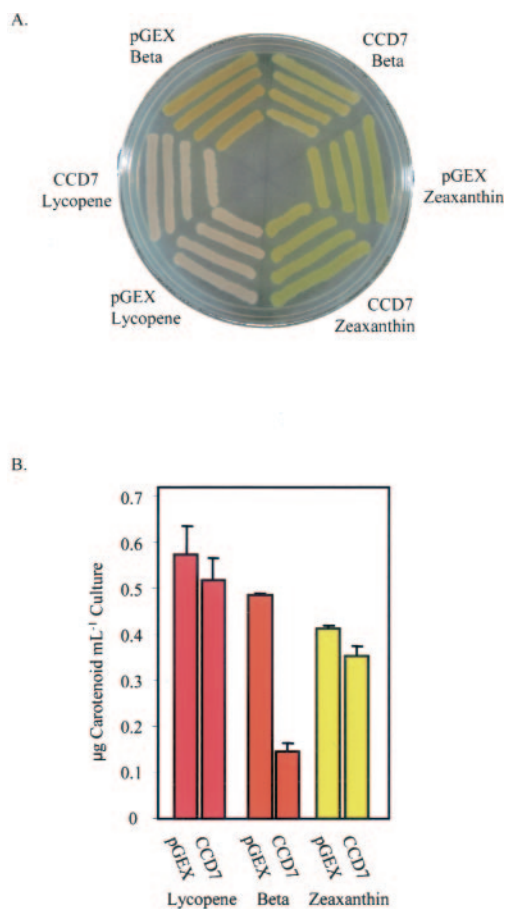 A.
pGEX
Beta
CCD7
Beta
CCD7
Lycopene
pGEX
Zeaxanthin
pGEX
Lycopene
CCD7
Zeaxanthin
B.
0.7
0.6
0.5
0.4
0.3
0.2
0.1
0
µg Carotenoid mL⁻¹ Culture
pGEX
CCD7
pGEX
CCD7
pGEX
CCD7
Lycopene Beta Zeaxanthin